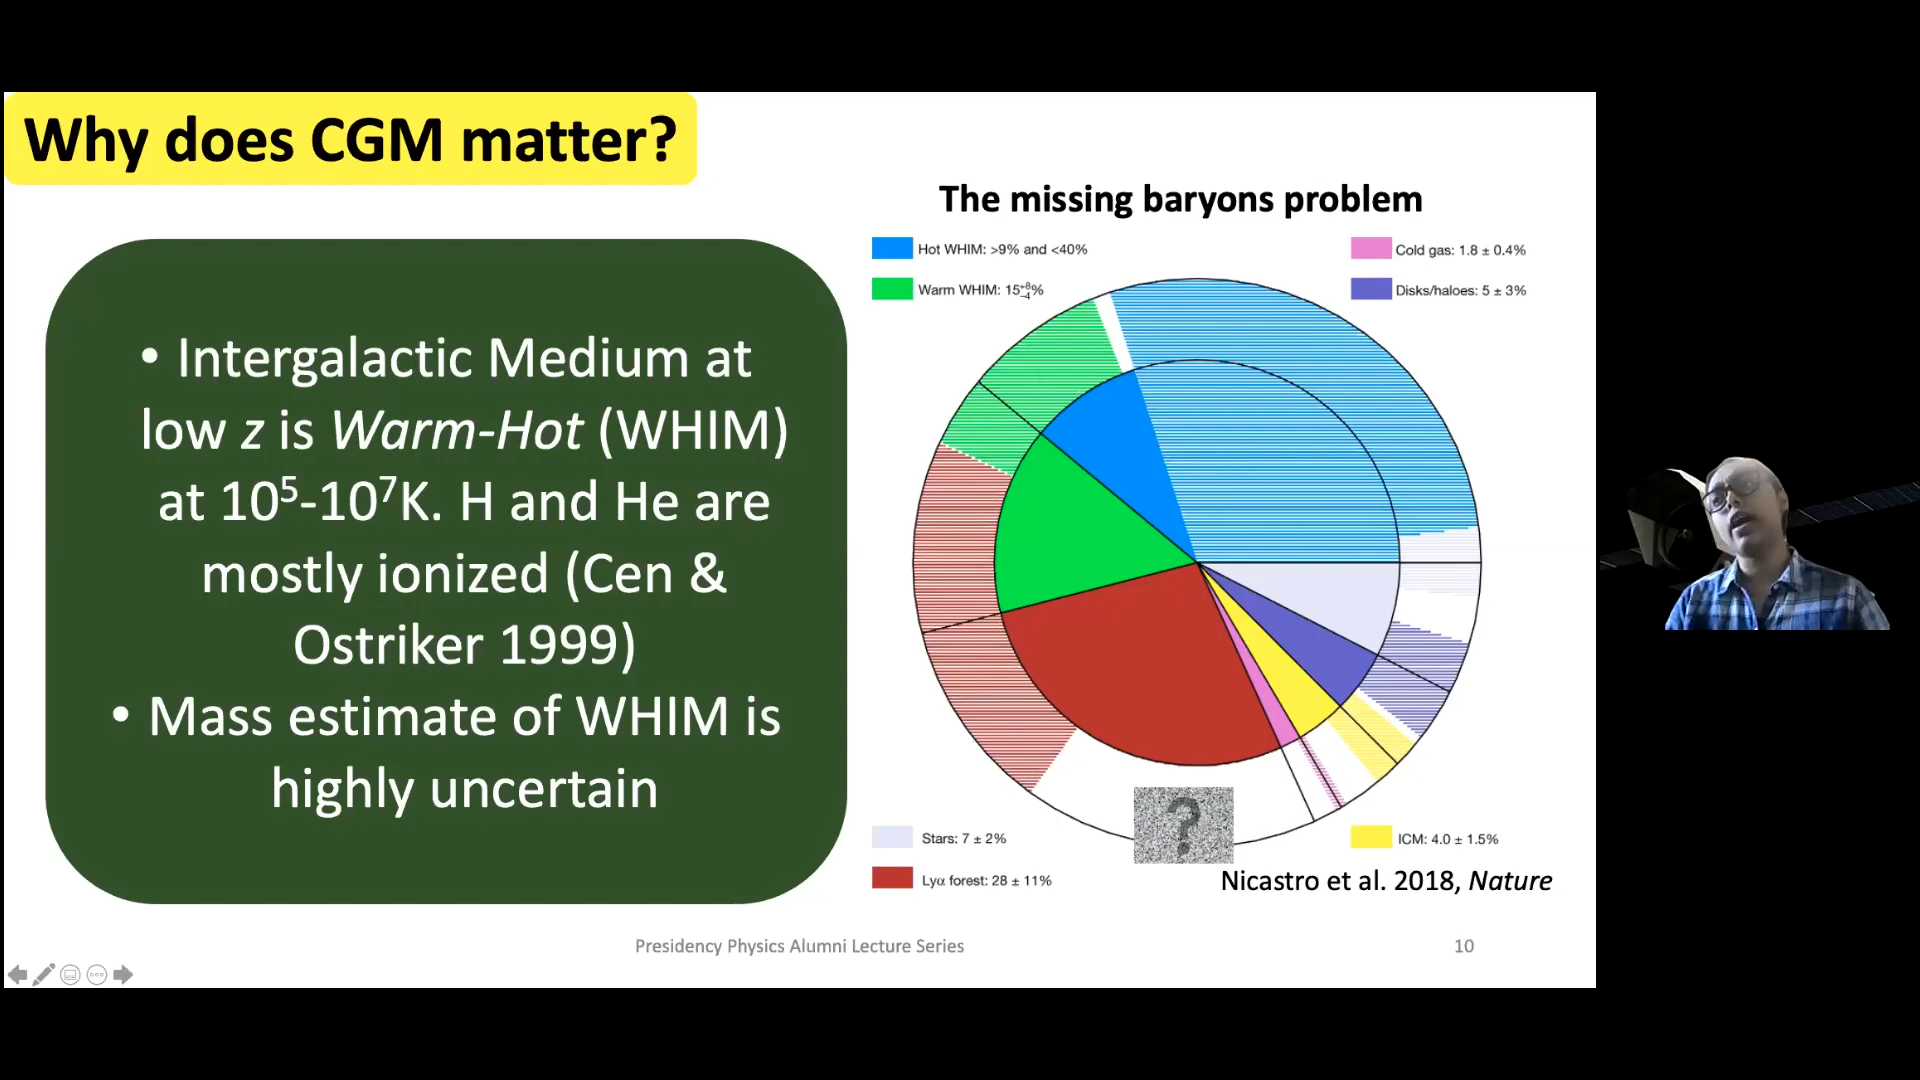 Why does CGM matter?
The missing baryons problem
Hot WHIM: >9% and <40%
Warm WHIM: 15+8−4%
Cold gas: 1.8 ± 0.4%
Disks/haloes: 5 ± 3%
• Intergalactic Medium at
low z is Warm-Hot (WHIM)
at 10⁵-10⁷K. H and He are
mostly ionized (Cen &
Ostriker 1999)
• Mass estimate of WHIM is
highly uncertain
?
Stars: 7 ± 2%
Lyα forest: 28 ± 11%
ICM: 4.0 ± 1.5%
Nicastro et al. 2018, Nature
Presidency Physics Alumni Lecture Series
10